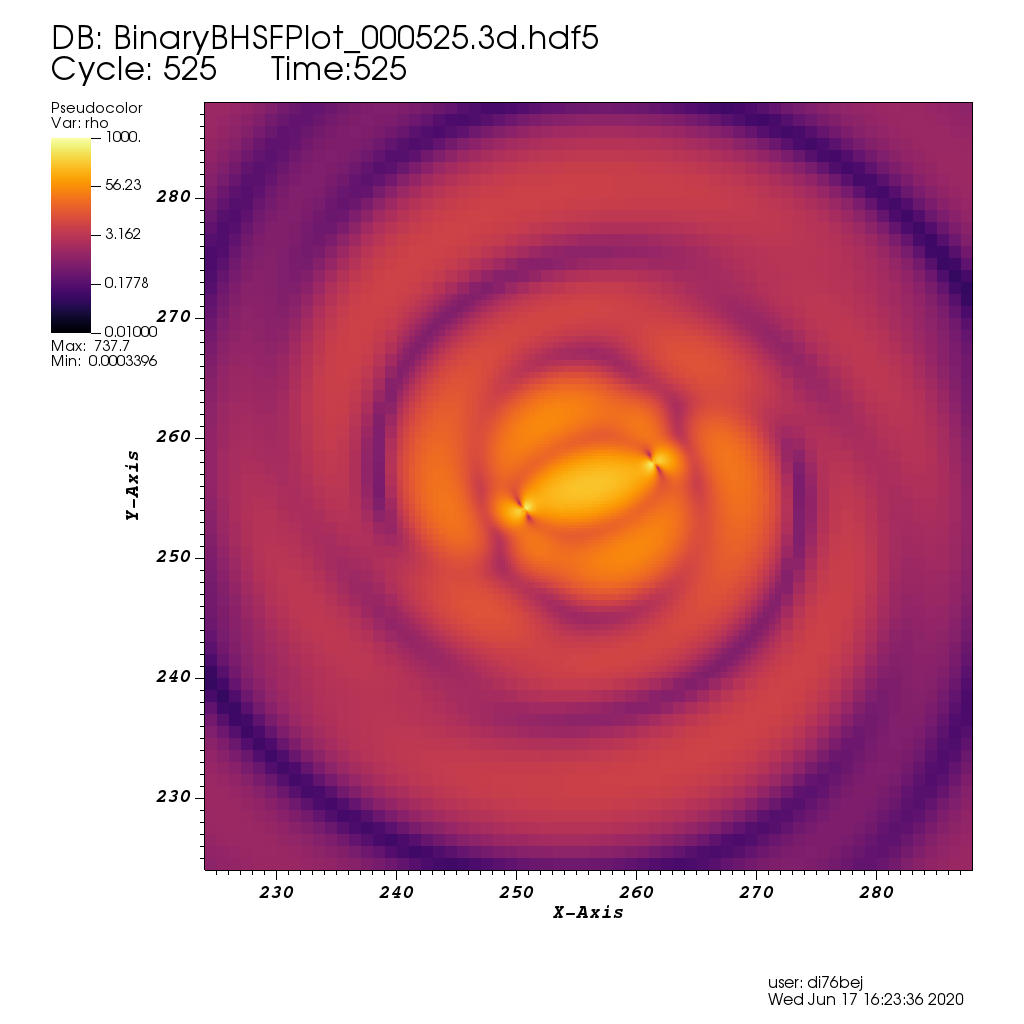 DB: BinaryBHSFPlot_000525.3d.hdf5
Cycle: 525 Time:525
Pseudocolor
Var: rho
1000.
56.23
3.162
0.1778
0.01000
Max: 737.7
Min: 0.0003396
280
270
260
250
240
230
Y-Axis
230 240 250 260 270 280
X-Axis
user: di76bej
Wed Jun 17 16:23:36 2020